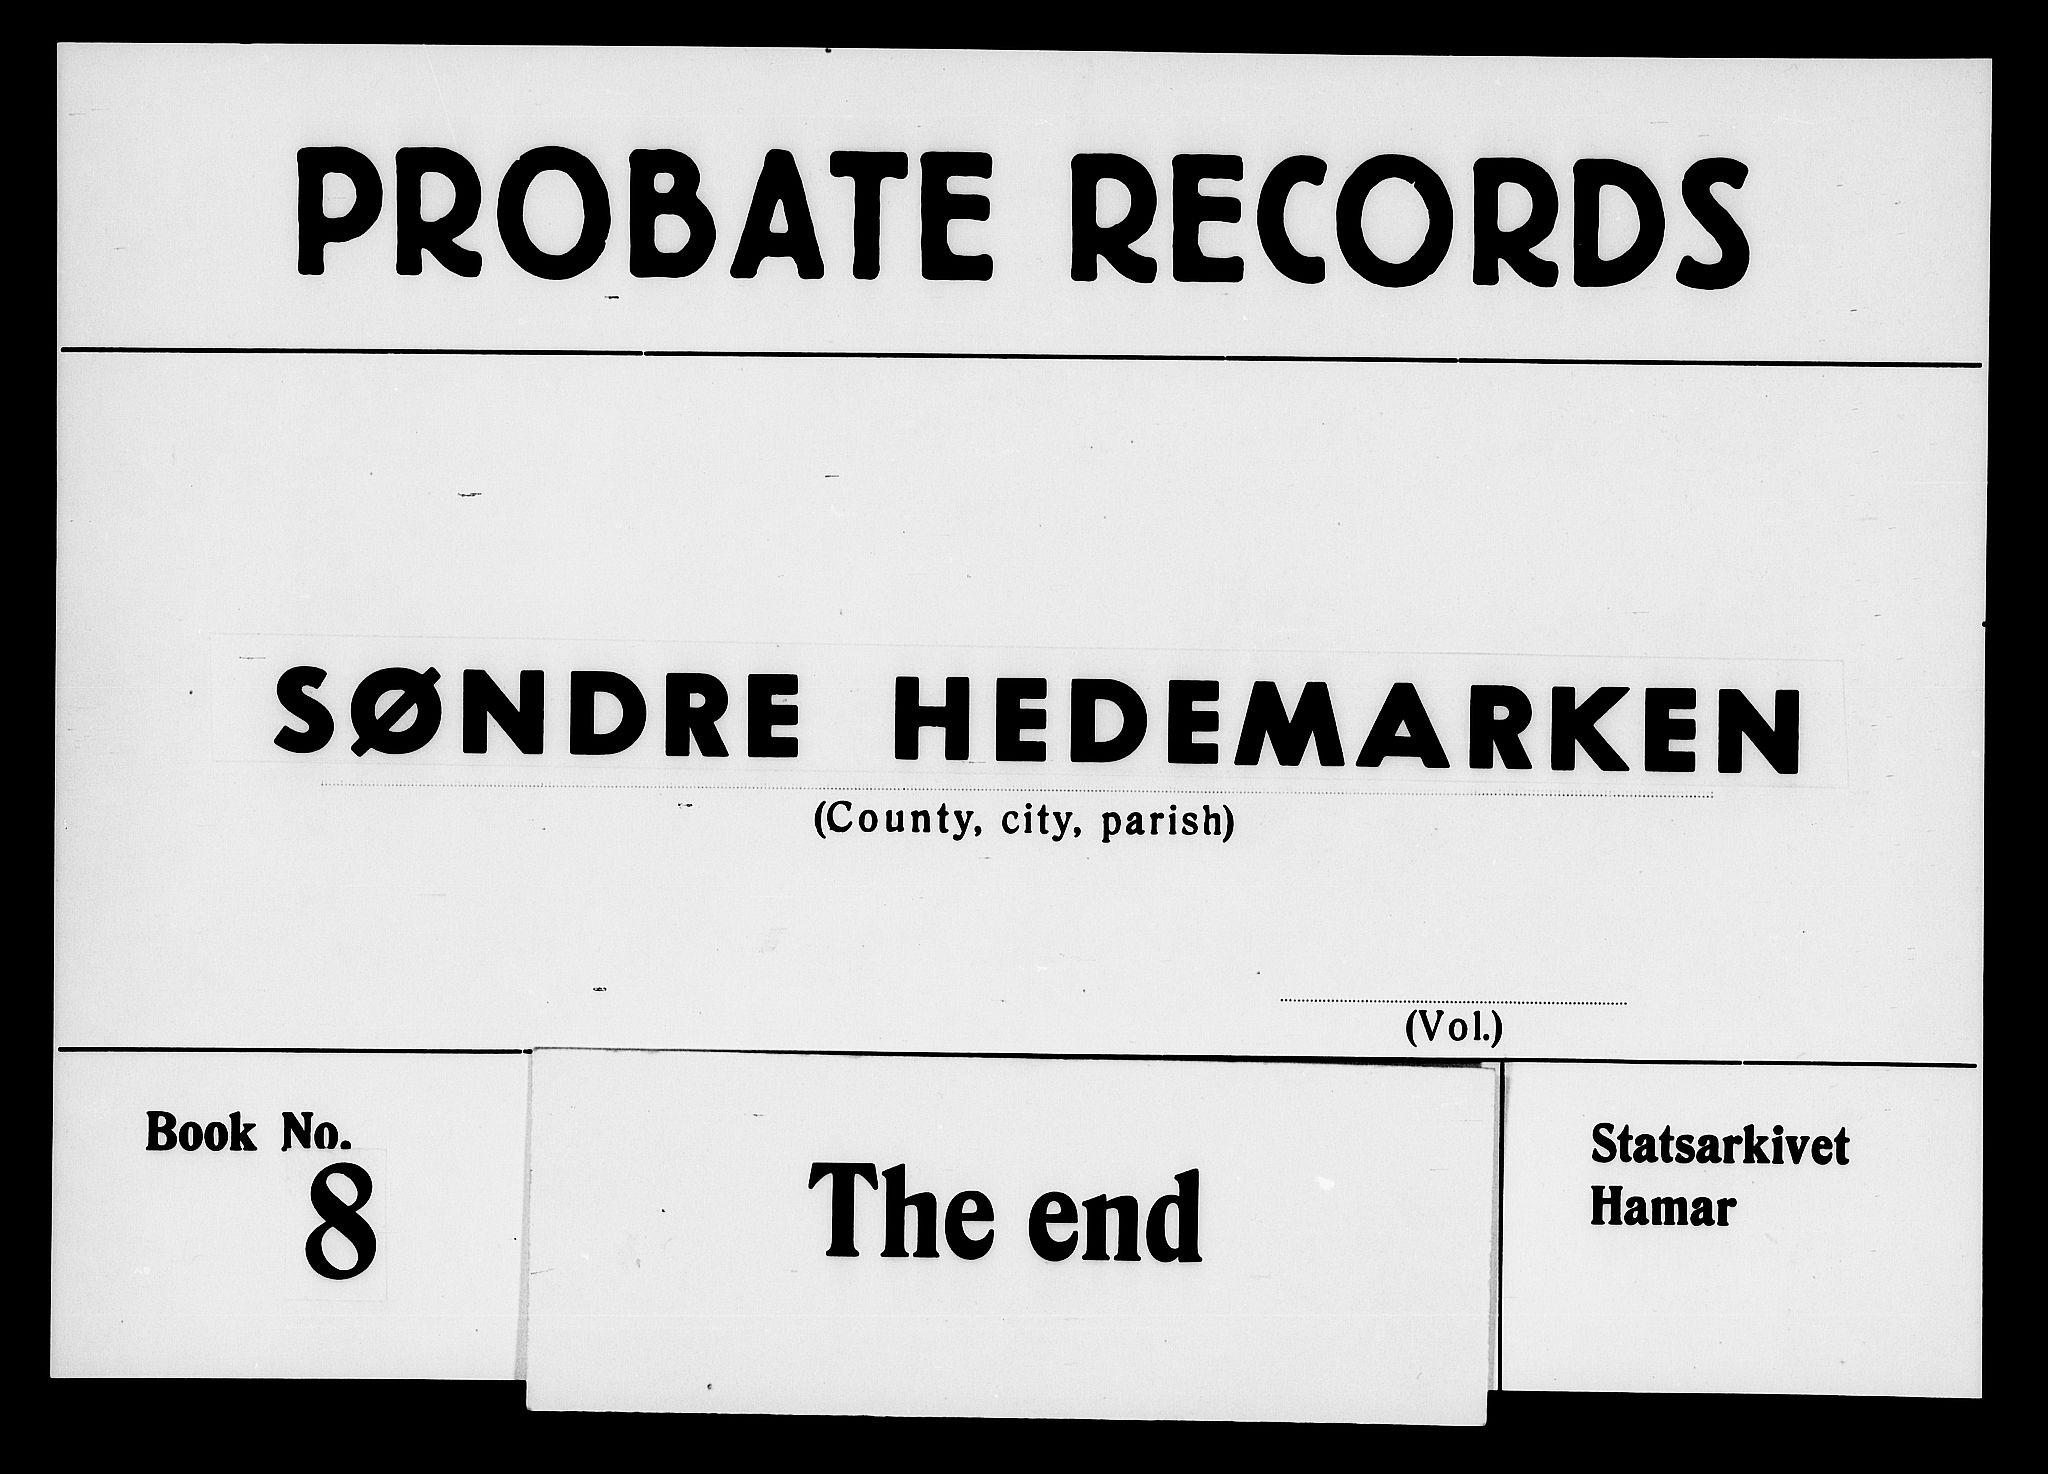 PROBATE RECORDS
SØNDRE HEDEMARKEN
(County, city, parish)
(Vol.)
Book No.
8
The end
Statsarkivet
Hamar